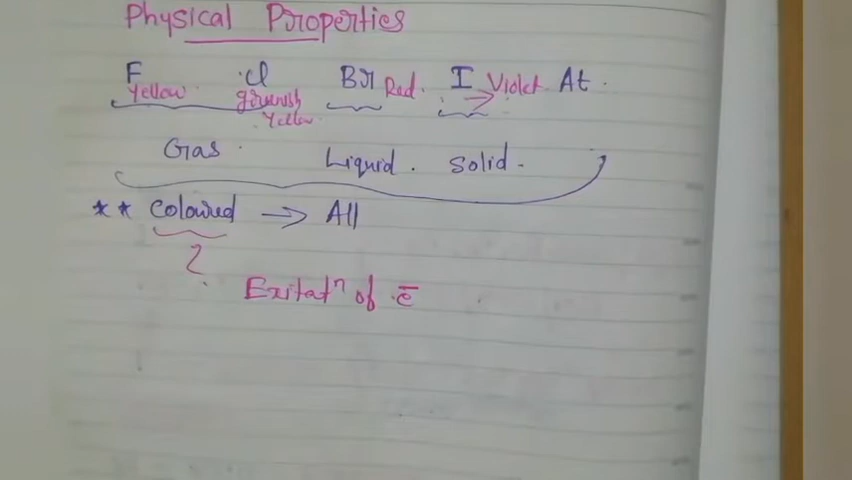 Physical Properties
F Cl Br Red. I Violet At.
Yellow. greenish
Yellow.
Gas. Liquid. Solid.
** Coloured → All
?
Exitatⁿ of e̅